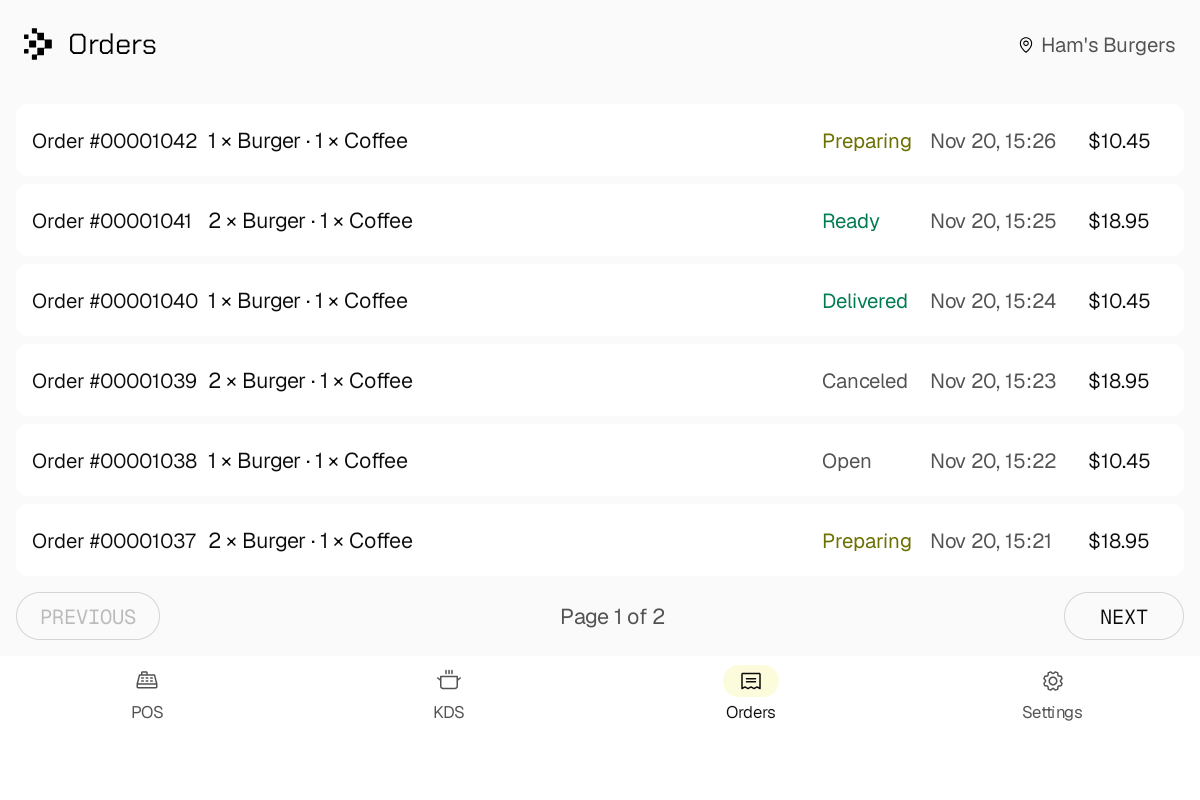 Orders
Ham's Burgers
Order #00001042 1 × Burger · 1 × Coffee Preparing Nov 20, 15:26 $10.45
Order #00001041 2 × Burger · 1 × Coffee Ready Nov 20, 15:25 $18.95
Order #00001040 1 × Burger · 1 × Coffee Delivered Nov 20, 15:24 $10.45
Order #00001039 2 × Burger · 1 × Coffee Canceled Nov 20, 15:23 $18.95
Order #00001038 1 × Burger · 1 × Coffee Open Nov 20, 15:22 $10.45
Order #00001037 2 × Burger · 1 × Coffee Preparing Nov 20, 15:21 $18.95
PREVIOUS Page 1 of 2 NEXT
POS KDS Orders Settings